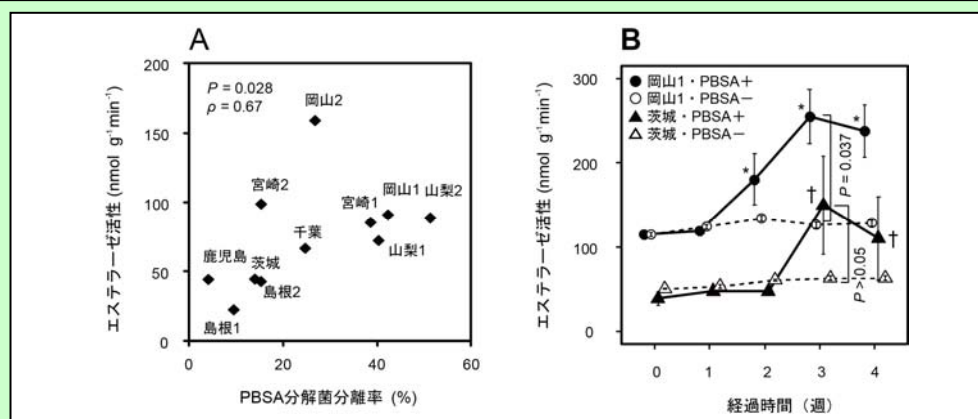 A
エステラーゼ活性 (nmol g⁻¹min⁻¹)
200
150
100
50
0
P = 0.028
ρ = 0.67
岡山2
宮崎2
宮崎1
岡山1
山梨2
千葉
山梨1
鹿児島
茨城
島根2
島根1
0
20
40
60
PBSA分解菌分離率 (%)
B
エステラーゼ活性 (nmol g⁻¹min⁻¹)
300
200
100
0
岡山1・PBSA+
岡山1・PBSA−
茨城・PBSA+
茨城・PBSA−
*
*
*
†
†
P = 0.037
P > 0.05
0
1
2
3
4
経過時間（週）